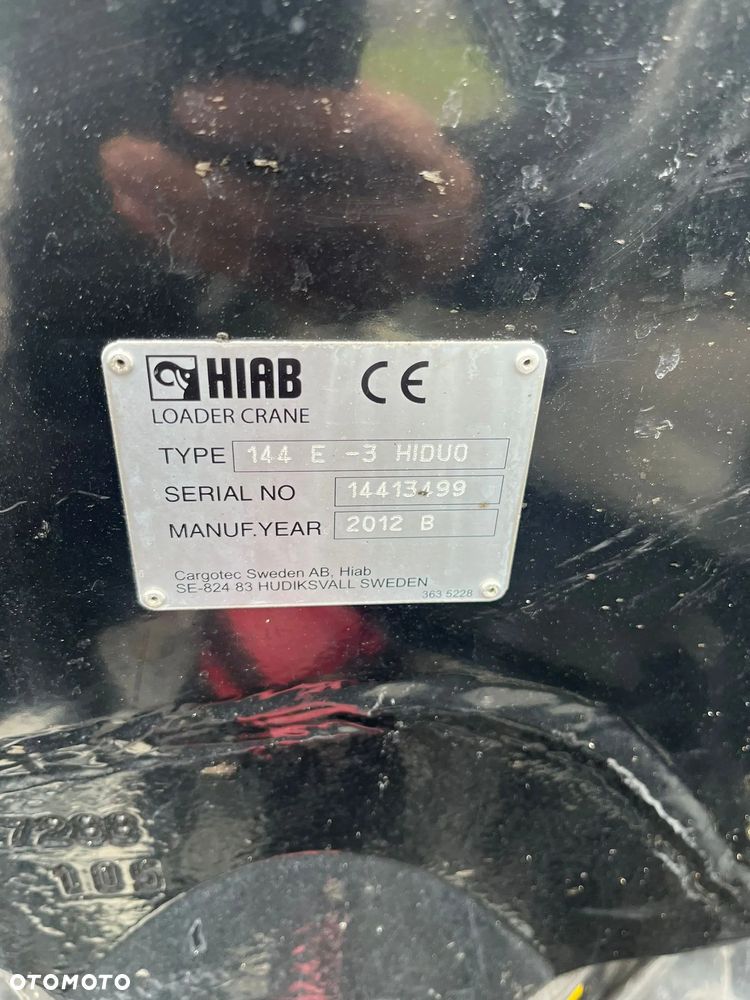 HIAB CE
LOADER CRANE
TYPE 144 E -3 HIDUO
SERIAL NO 14413499
MANUF.YEAR 2012 B
Cargotec Sweden AB, Hiab
SE-824 83 HUDIKSVALL SWEDEN
363 5228
7288
105
OTOMOTO